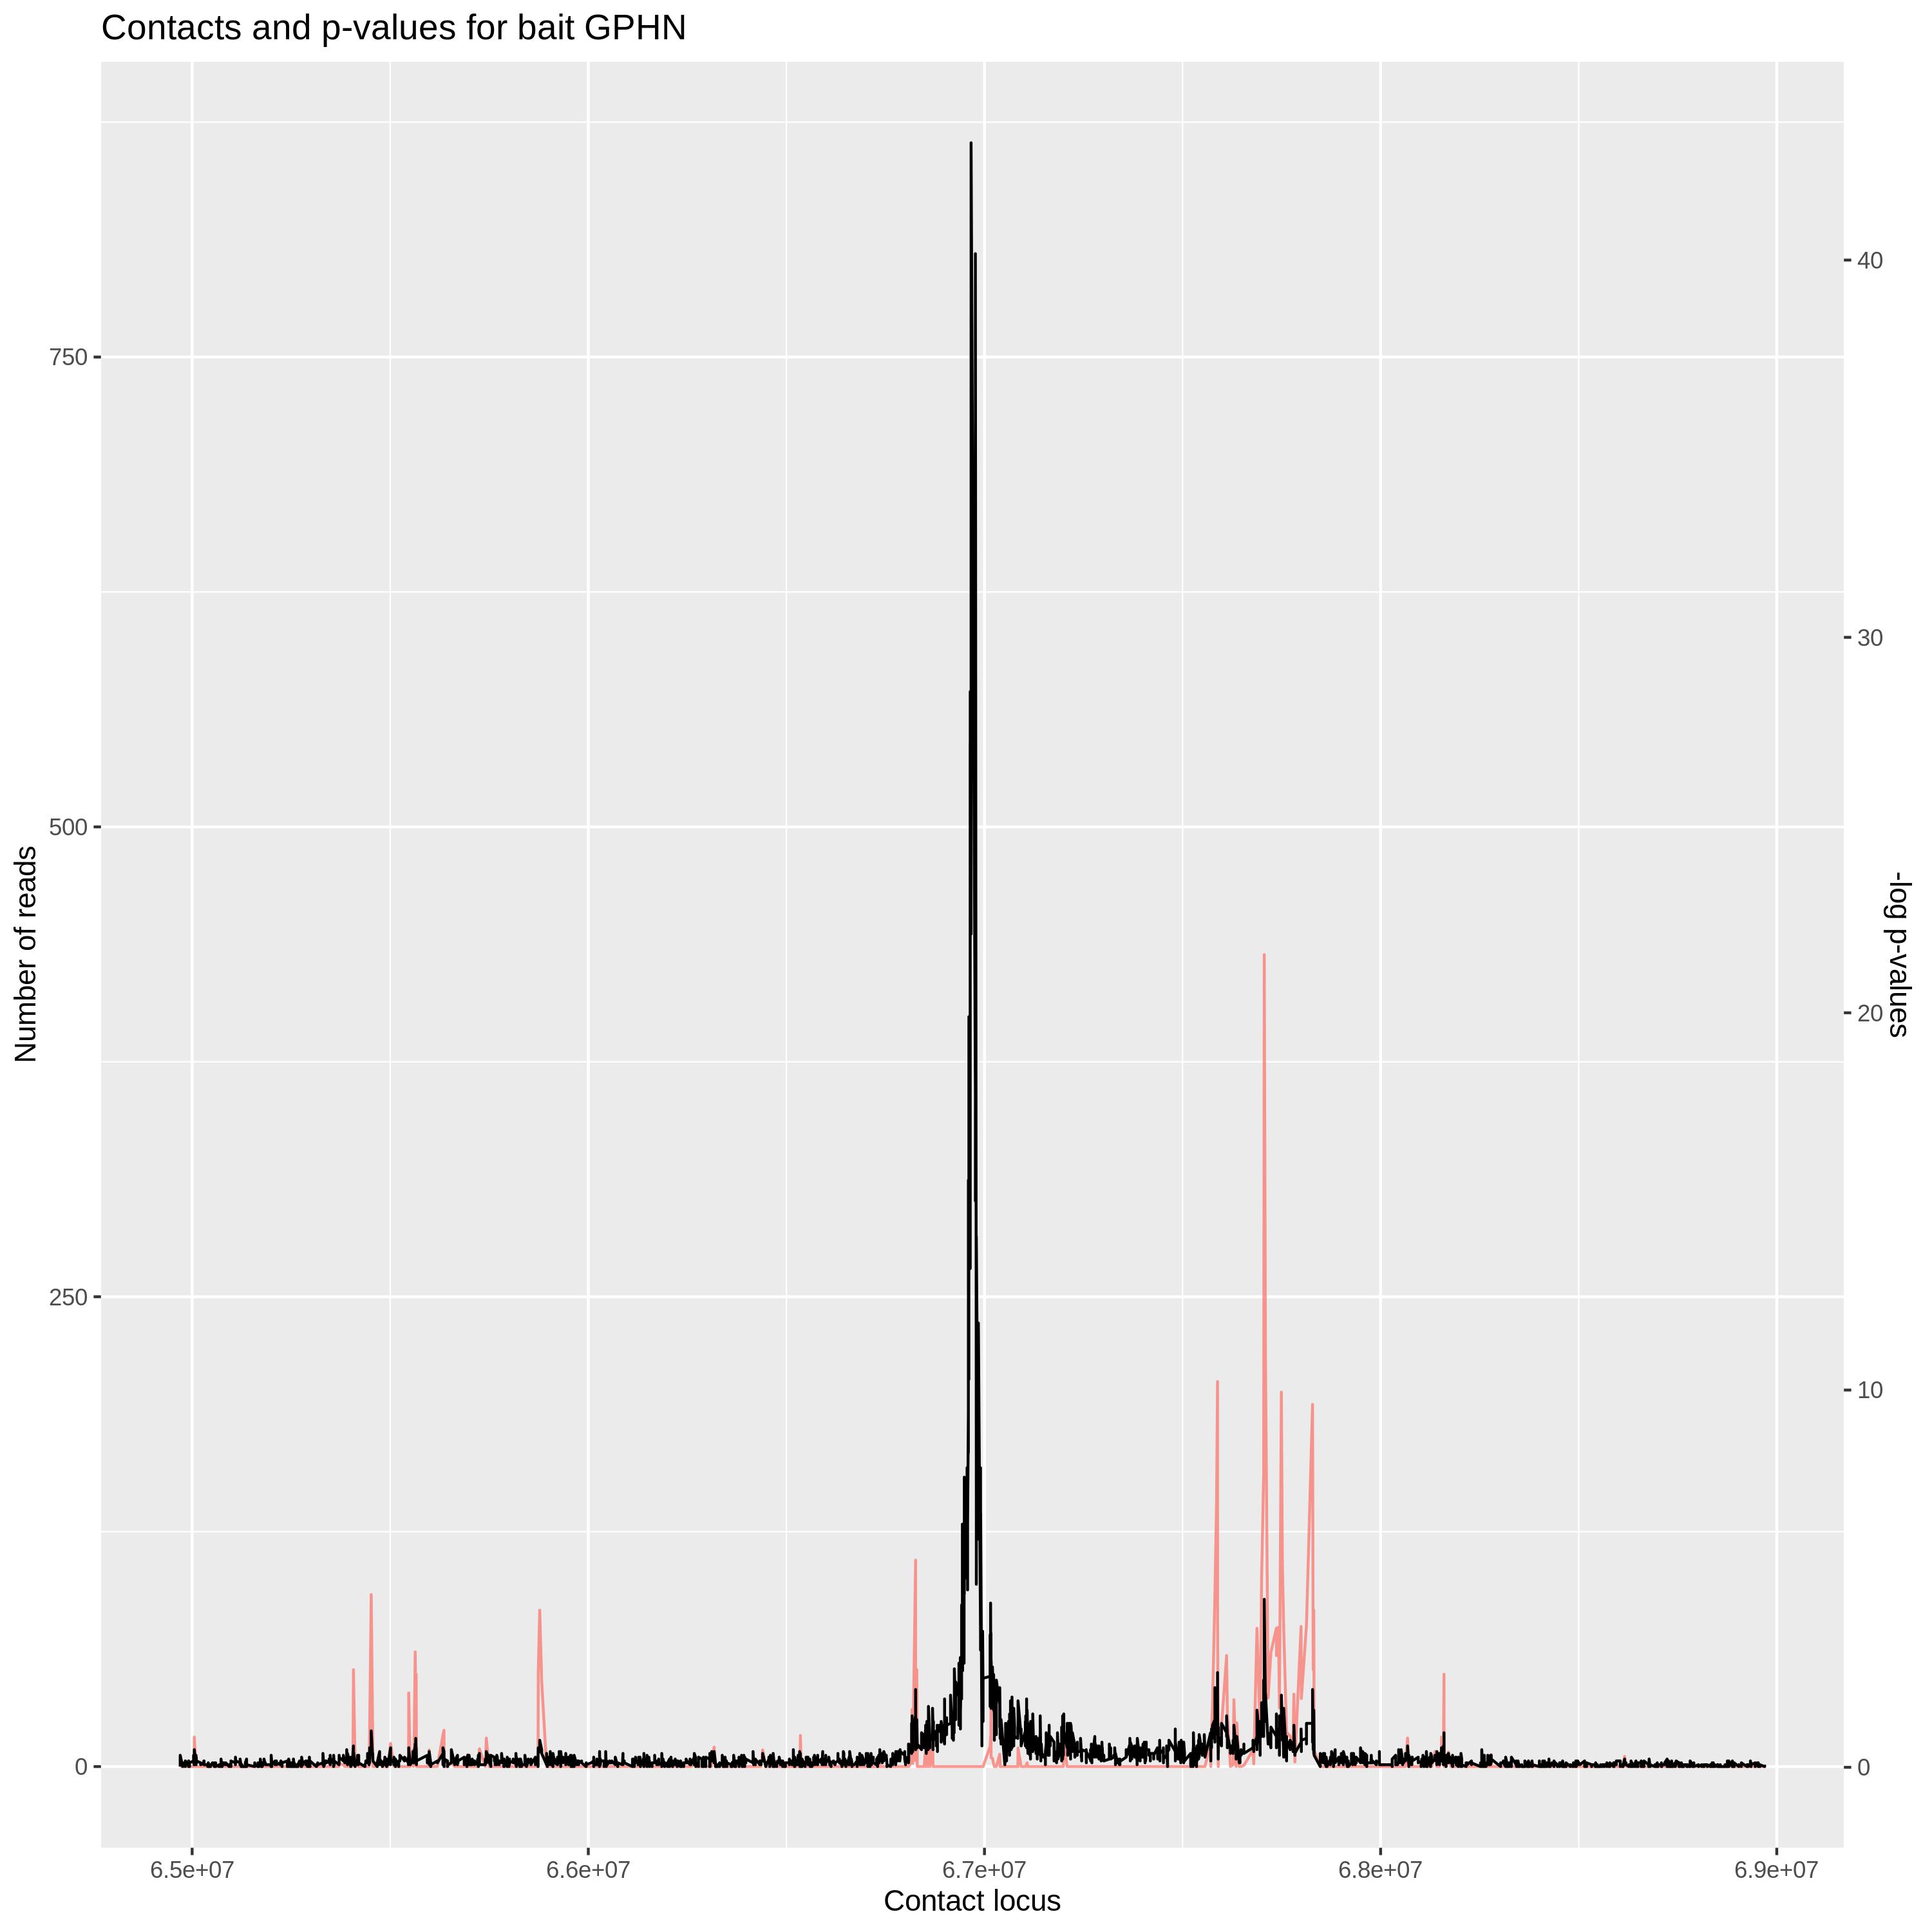 Contacts and p-values for bait GPHN
Number of reads
750
500
250
0
40
30
20
10
0
-log p-values
6.5e+07
6.6e+07
6.7e+07
6.8e+07
6.9e+07
Contact locus